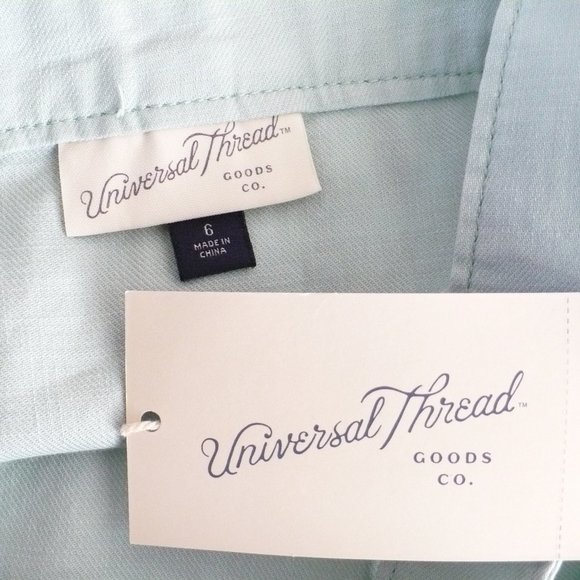 Universal Thread™
GOODS
CO.
6
MADE IN
CHINA
Universal Thread™
GOODS
CO.